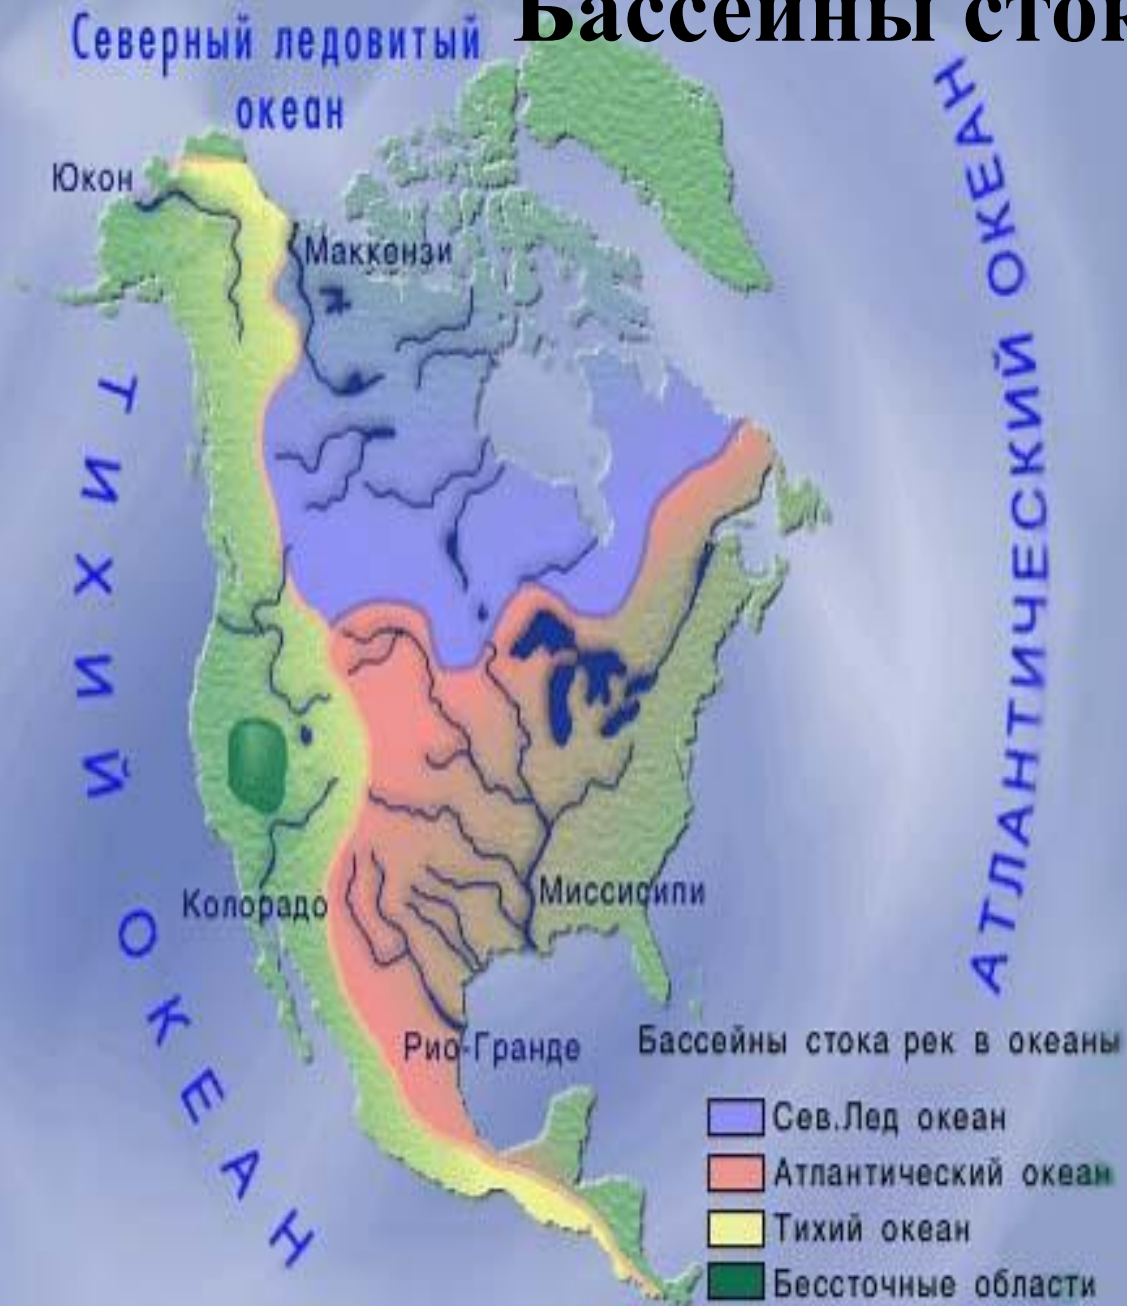 Бассейны сток
Северный ледовитый
океан
Юкон
Маккензи
ТИХИЙ ОКЕАН
АТЛАНТИЧЕСКИЙ ОКЕАН
Колорадо
Миссисипи
Рио-Гранде
Бассейны стока рек в океаны
Сев.Лед океан
Атлантический океан
Тихий океан
Бессточные области